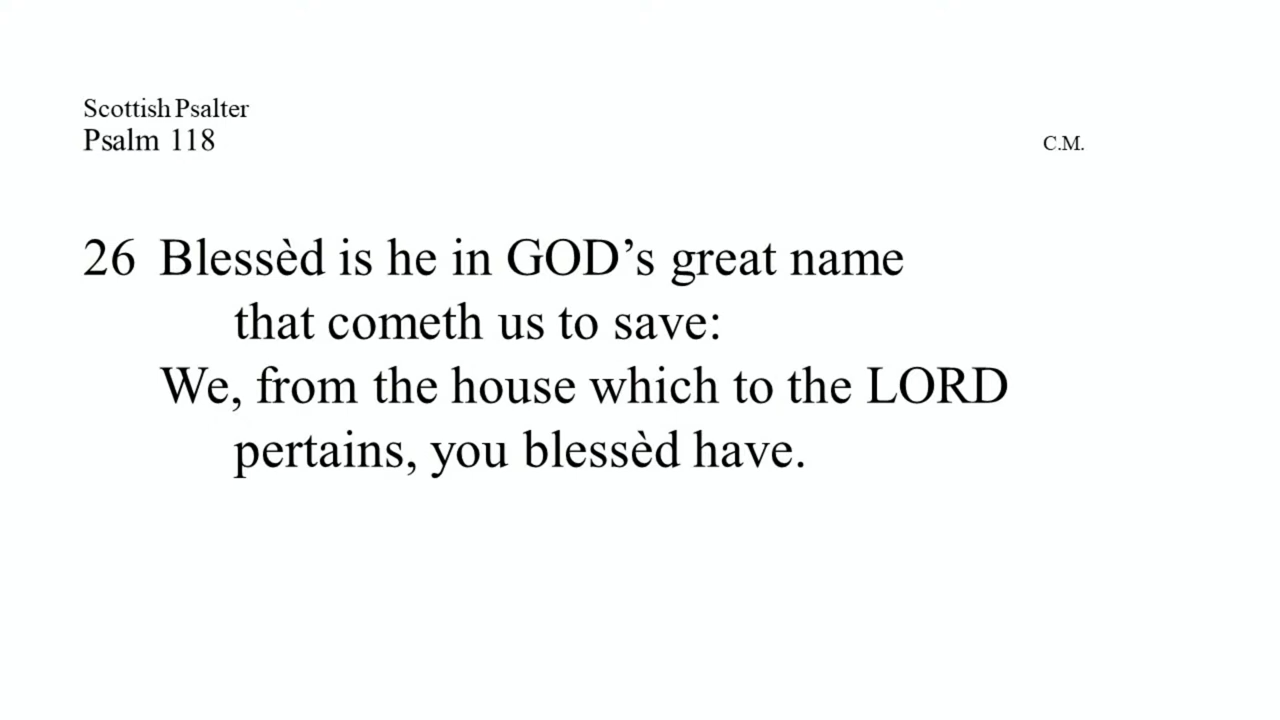 Scottish Psalter
Psalm 118
C.M.
26 Blessèd is he in GOD’s great name
that cometh us to save:
We, from the house which to the LORD
pertains, you blessèd have.